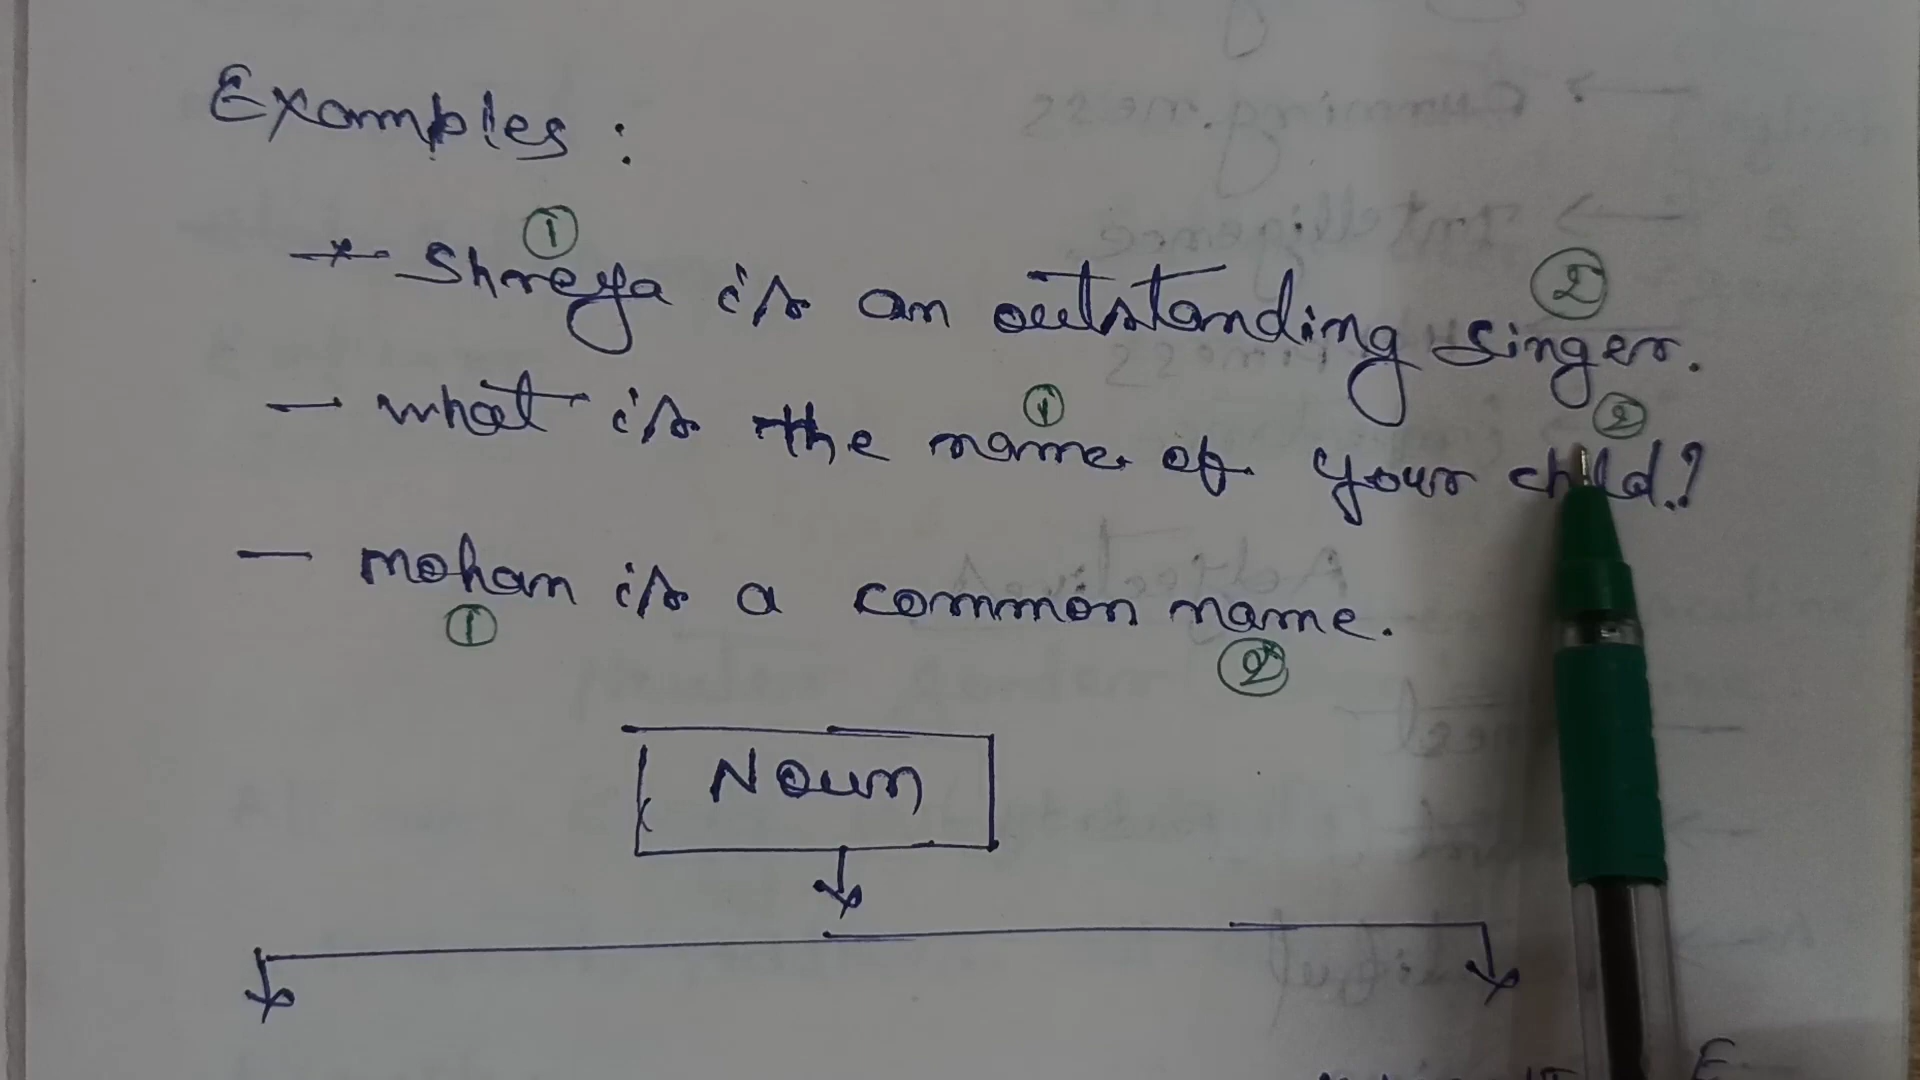 Examples :
①
②
Shreya is an outstanding singer.
① ②
— what is the name of your child?
— mohan is a common name.
① ②
Noun